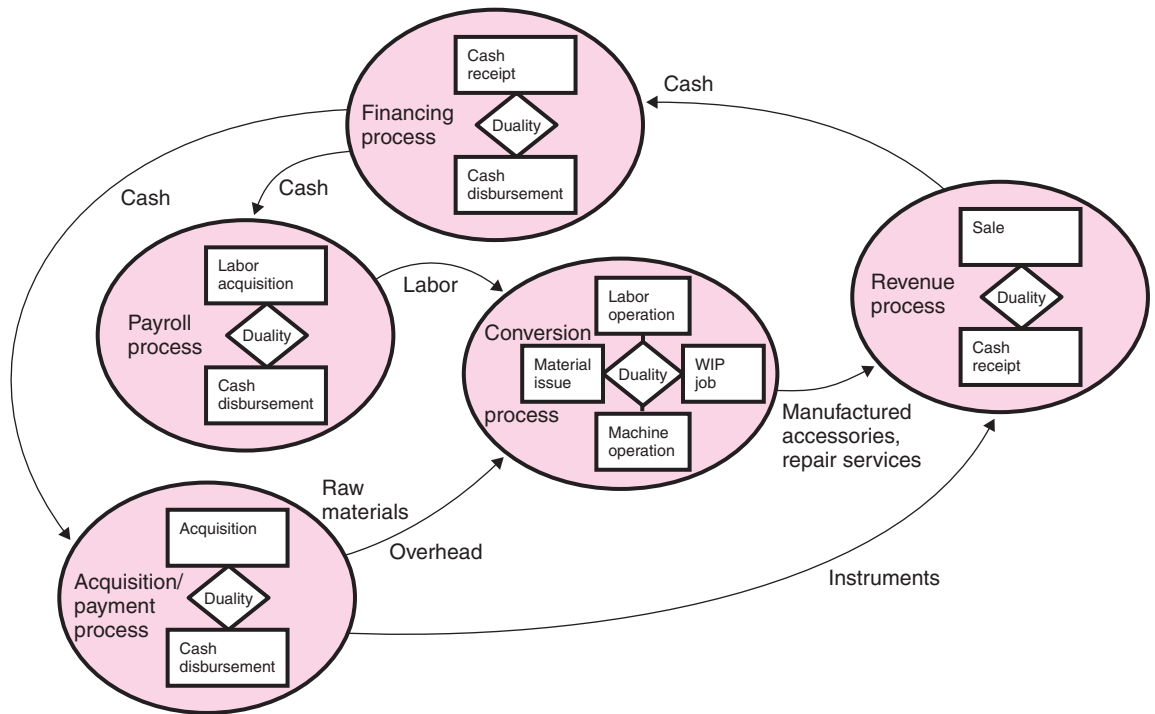 Cash
receipt
Financing
process
Duality
Cash
disbursement
Cash
Cash
Cash
Labor
acquisition
Payroll
process
Duality
Cash
disbursement
Labor
Labor
operation
Conversion
Material
issue
Duality
WIP
job
process
Machine
operation
Sale
Revenue
process
Duality
Cash
receipt
Manufactured
accessories,
repair services
Raw
materials
Overhead
Acquisition
Acquisition/
payment
process
Duality
Cash
disbursement
Instruments